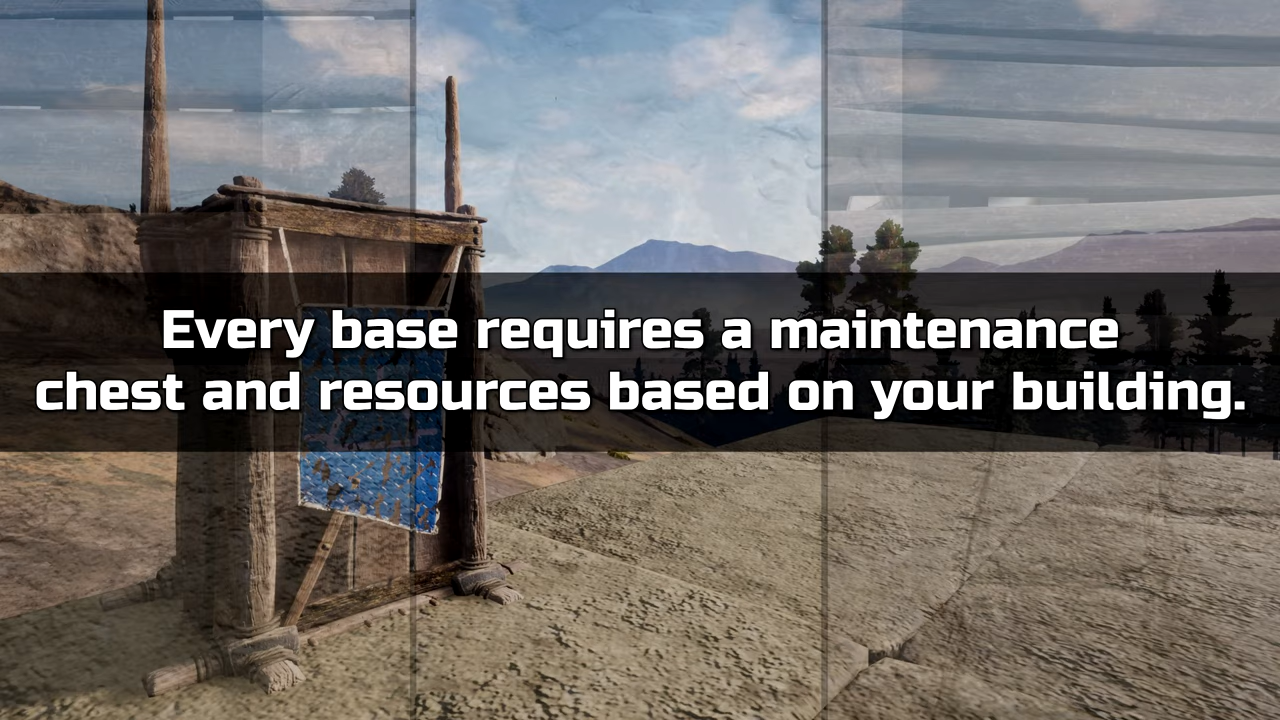 Every base requires a maintenance
chest and resources based on your building.